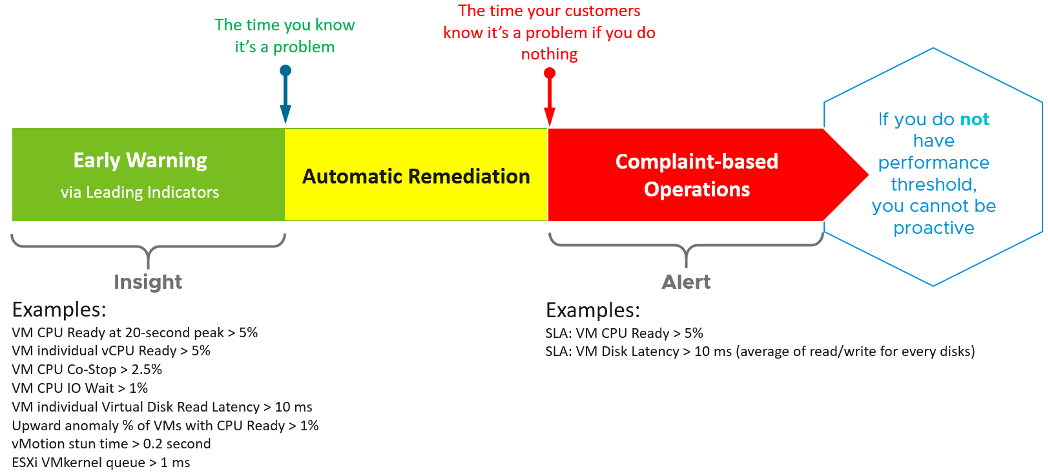 The time you know
it's a problem
The time your customers
know it's a problem if you do
nothing
Early Warning
via Leading Indicators
Automatic Remediation
Complaint-based
Operations
If you do not
have
performance
threshold,
you cannot be
proactive
Insight
Alert
Examples:
VM CPU Ready at 20-second peak > 5%
VM individual vCPU Ready > 5%
VM CPU Co-Stop > 2.5%
VM CPU IO Wait > 1%
VM individual Virtual Disk Read Latency > 10 ms
Upward anomaly % of VMs with CPU Ready > 1%
vMotion stun time > 0.2 second
ESXi VMkernel queue > 1 ms
Examples:
SLA: VM CPU Ready > 5%
SLA: VM Disk Latency > 10 ms (average of read/write for every disks)